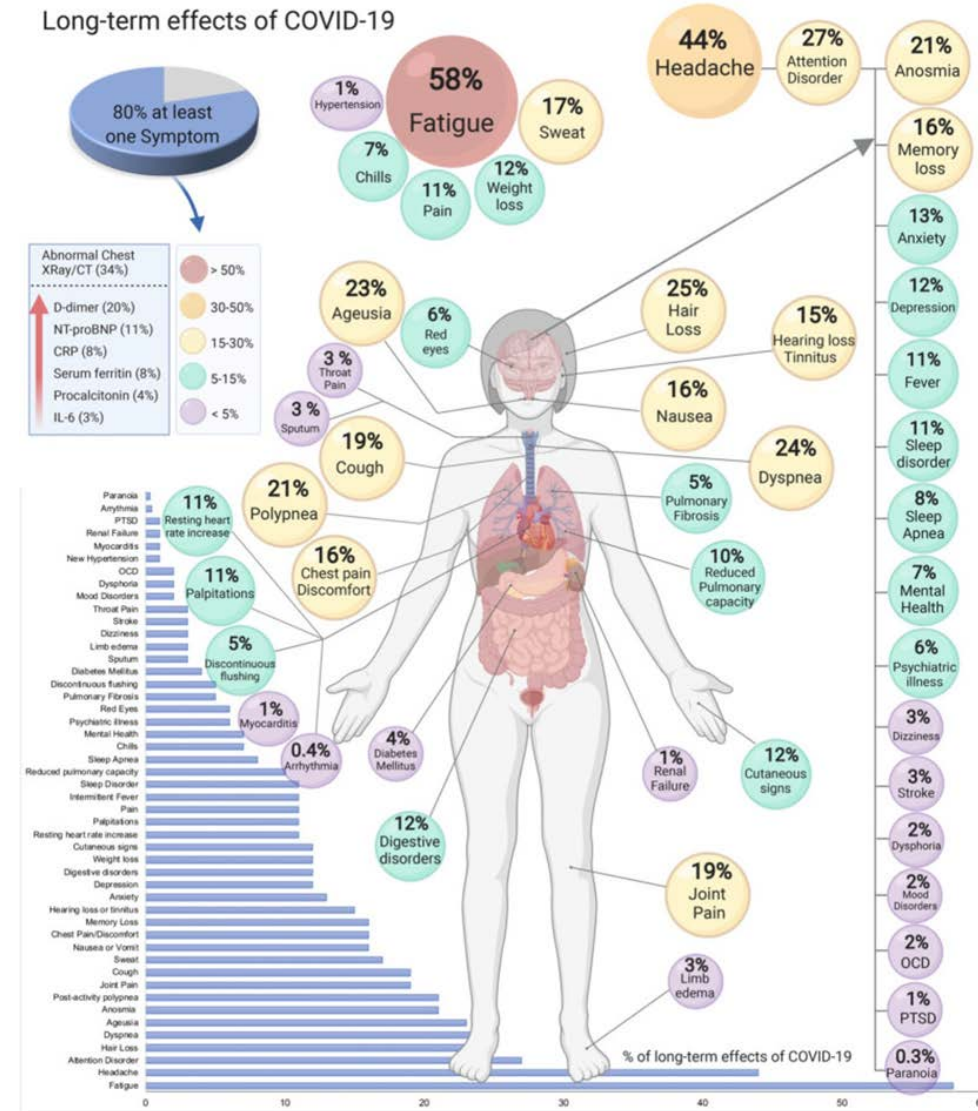 Long-term effects of COVID-19
80% at least
one Symptom
Abnormal Chest
XRay/CT (34%)
D-dimer (20%)
NT-proBNP (11%)
CRP (8%)
Serum ferritin (8%)
Procalcitonin (4%)
IL-6 (3%)
> 50%
30-50%
15-30%
5-15%
< 5%
1%
Hypertension
58%
Fatigue
17%
Sweat
7%
Chills
11%
Pain
12%
Weight
loss
44%
Headache
27%
Attention
Disorder
21%
Anosmia
16%
Memory
loss
13%
Anxiety
12%
Depression
11%
Fever
11%
Sleep
disorder
8%
Sleep
Apnea
7%
Mental
Health
6%
Psychiatric
illness
3%
Dizziness
3%
Stroke
2%
Dysphoria
2%
Mood
Disorders
2%
OCD
1%
PTSD
0.3%
Paranoia
23%
Ageusia
6%
Red
eyes
3 %
Throat
Pain
3 %
Sputum
19%
Cough
21%
Polypnea
16%
Chest pain
Discomfort
25%
Hair
Loss
15%
Hearing loss
Tinnitus
16%
Nausea
24%
Dyspnea
5%
Pulmonary
Fibrosis
10%
Reduced
Pulmonary
capacity
11%
Resting heart
rate increase
11%
Palpitations
5%
Discontinuous
flushing
1%
Myocarditis
0.4%
Arrhythmia
4%
Diabetes
Mellitus
12%
Digestive
disorders
1%
Renal
Failure
12%
Cutaneous
signs
19%
Joint
Pain
3%
Limb
edema
Paranoia
Arrythmia
PTSD
Renal Failure
Myocarditis
New Hypertension
OCD
Dysphoria
Mood Disorders
Throat Pain
Stroke
Dizziness
Limb edema
Sputum
Diabetes Mellitus
Discontinuous flushing
Pulmonary Fibrosis
Red Eyes
Psychiatric illness
Mental Health
Chills
Sleep Apnea
Reduced pulmonary capacity
Sleep Disorder
Intermittent Fever
Pain
Palpitations
Resting heart rate increase
Cutaneous signs
Weight loss
Digestive disorders
Depression
Anxiety
Hearing loss or tinnitus
Memory Loss
Chest Pain/Discomfort
Nausea or Vomit
Sweat
Cough
Joint Pain
Post-activity polypnea
Anosmia
Ageusia
Dyspnea
Hair Loss
Attention Disorder
Headache
Fatigue
% of long-term effects of COVID-19
0 10 20 30 40 50